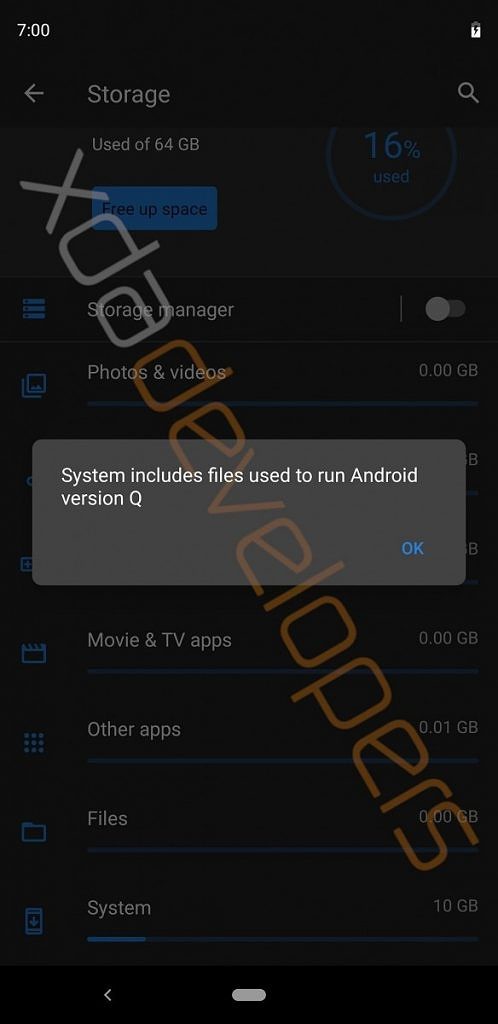 7:00
Storage
Used of 64 GB
16%
used
Free up space
Storage manager
Photos & videos
0.00 GB
System includes files used to run Android
version Q
OK
Movie & TV apps
0.00 GB
Other apps
0.01 GB
Files
0.00 GB
System
10 GB
xdadevelopers